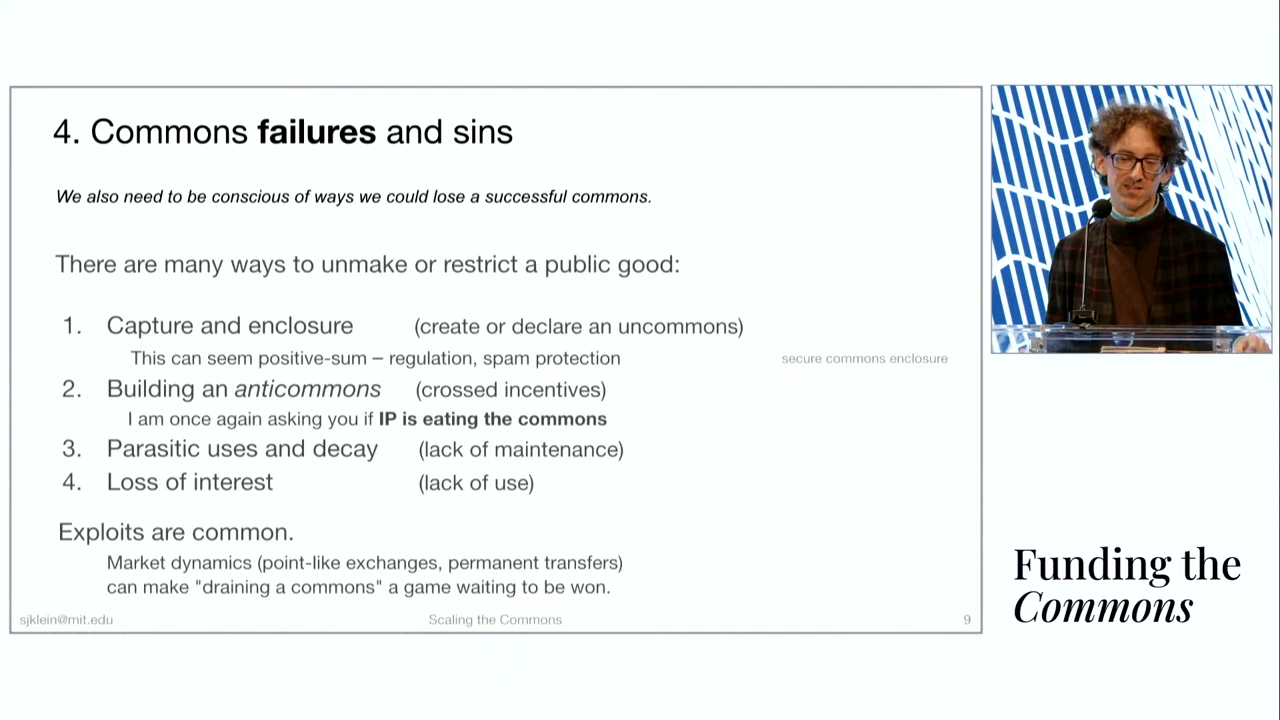 4. Commons failures and sins
We also need to be conscious of ways we could lose a successful commons.
There are many ways to unmake or restrict a public good:
1. Capture and enclosure (create or declare an uncommons)
This can seem positive-sum – regulation, spam protection secure commons enclosure
2. Building an anticommons (crossed incentives)
I am once again asking you if IP is eating the commons
3. Parasitic uses and decay (lack of maintenance)
4. Loss of interest (lack of use)
Exploits are common.
Market dynamics (point-like exchanges, permanent transfers)
can make "draining a commons" a game waiting to be won.
sjklein@mit.edu Scaling the Commons 9
Funding the
Commons